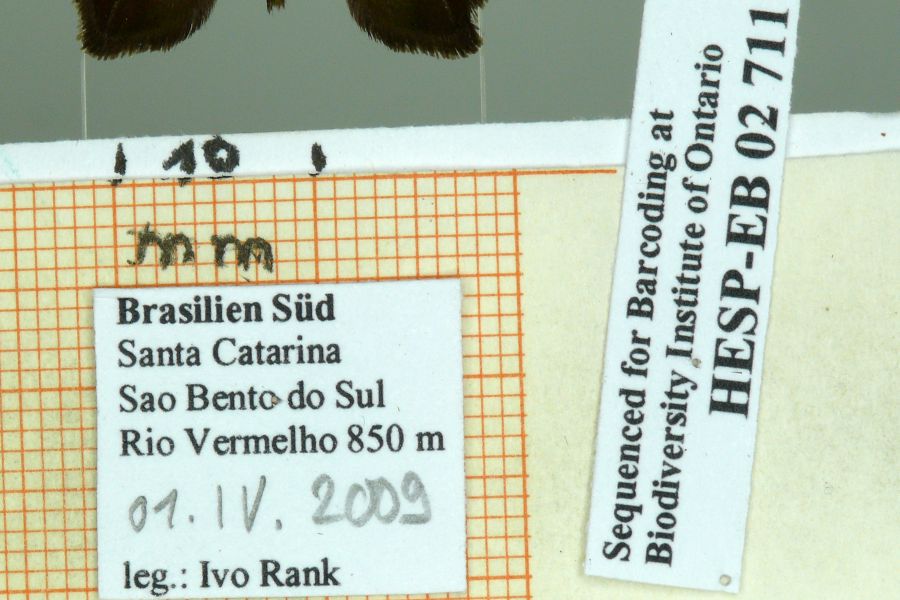 10
mm
Brasilien Süd
Santa Catarina
Sao Bento do Sul
Rio Vermelho 850 m
01. IV. 2009
leg.: Ivo Rank
Sequenced for Barcoding at
Biodiversity Institute of Ontario
HESP-EB 02 711